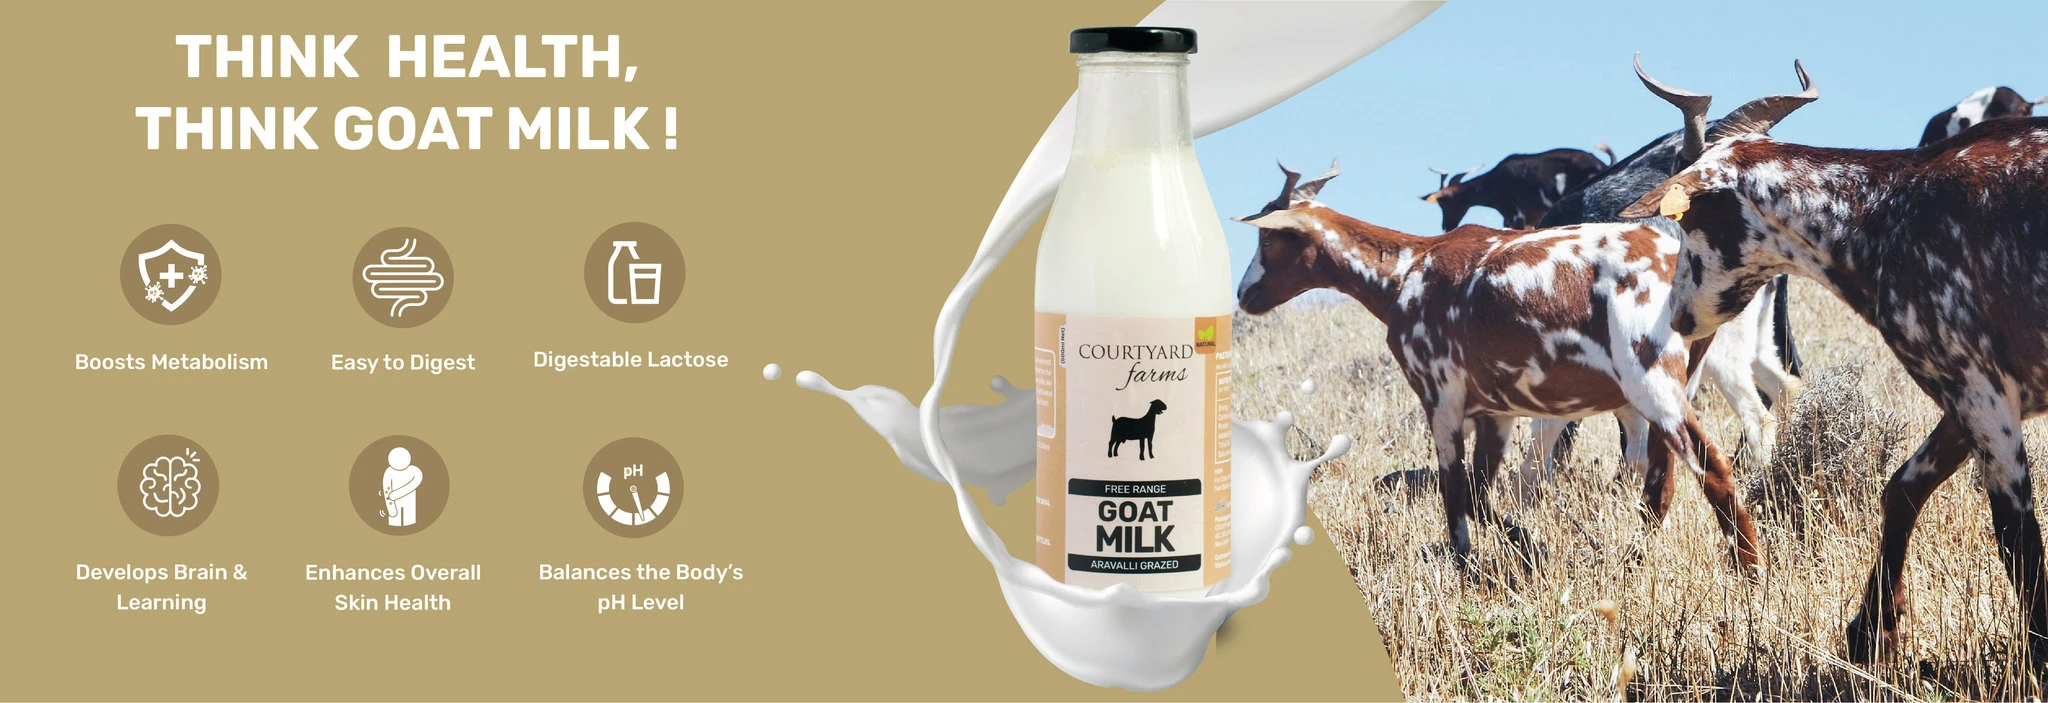 THINK HEALTH,
THINK GOAT MILK !
Boosts Metabolism
Easy to Digest
Digestable Lactose
Develops Brain &
Learning
Enhances Overall
Skin Health
pH
Balances the Body's
pH Level
NATURAL
COURTYARD
farms
FREE RANGE
GOAT
MILK
ARAVALLI GRAZED